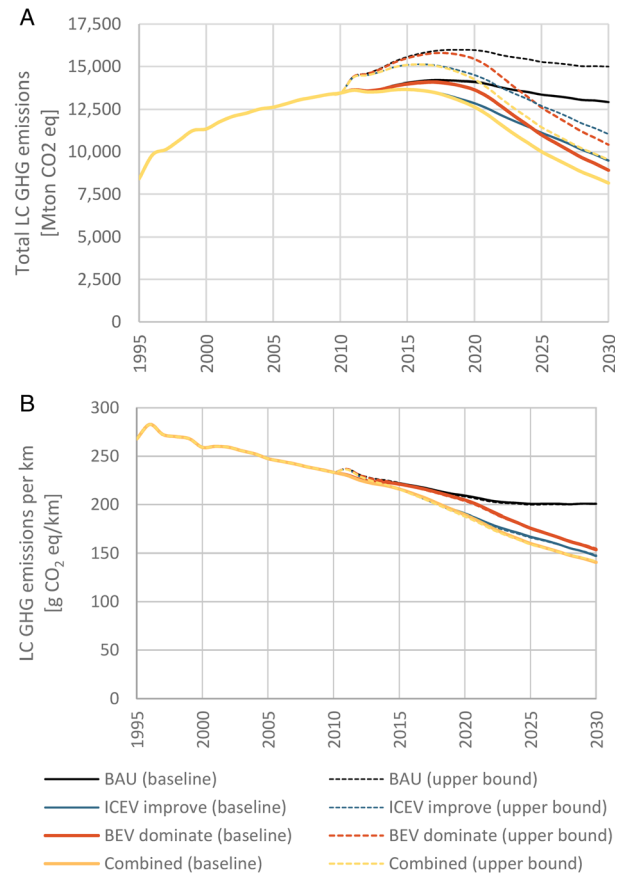 A
Total LC GHG emissions
[Mton CO2 eq]
17,500
15,000
12,500
10,000
7,500
5,000
2,500
0
1995
2000
2005
2010
2015
2020
2025
2030
B
LC GHG emissions per km
[g CO₂ eq/km]
300
250
200
150
100
50
0
1995
2000
2005
2010
2015
2020
2025
2030
BAU (baseline)
BAU (upper bound)
ICEV improve (baseline)
ICEV improve (upper bound)
BEV dominate (baseline)
BEV dominate (upper bound)
Combined (baseline)
Combined (upper bound)